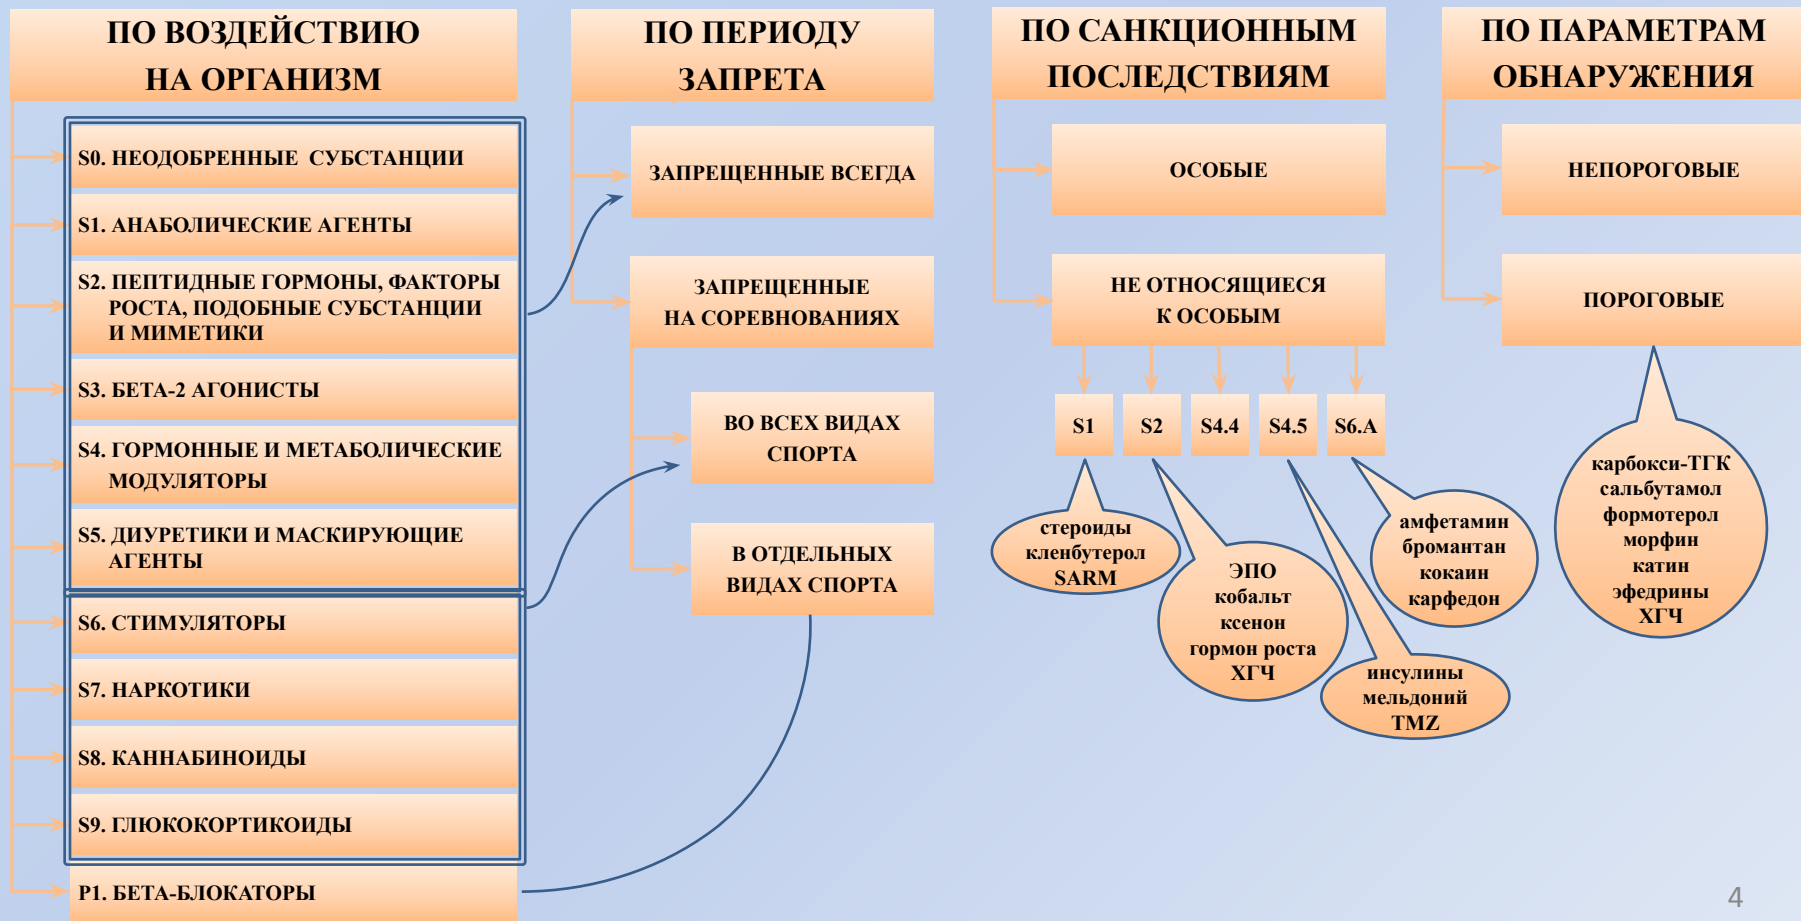 ПО ВОЗДЕЙСТВИЮ
НА ОРГАНИЗМ
S0. НЕОДОБРЕННЫЕ СУБСТАНЦИИ
S1. АНАБОЛИЧЕСКИЕ АГЕНТЫ
S2. ПЕПТИДНЫЕ ГОРМОНЫ, ФАКТОРЫ
РОСТА, ПОДОБНЫЕ СУБСТАНЦИИ
И МИМЕТИКИ
S3. БЕТА-2 АГОНИСТЫ
S4. ГОРМОННЫЕ И МЕТАБОЛИЧЕСКИЕ
МОДУЛЯТОРЫ
S5. ДИУРЕТИКИ И МАСКИРУЮЩИЕ
АГЕНТЫ
S6. СТИМУЛЯТОРЫ
S7. НАРКОТИКИ
S8. КАННАБИНОИДЫ
S9. ГЛЮКОКОРТИКОИДЫ
P1. БЕТА-БЛОКАТОРЫ
ПО ПЕРИОДУ
ЗАПРЕТА
ЗАПРЕЩЕННЫЕ ВСЕГДА
ЗАПРЕЩЕННЫЕ
НА СОРЕВНОВАНИЯХ
ВО ВСЕХ ВИДАХ
СПОРТА
В ОТДЕЛЬНЫХ
ВИДАХ СПОРТА
ПО САНКЦИОННЫМ
ПОСЛЕДСТВИЯМ
ОСОБЫЕ
НЕ ОТНОСЯЩИЕСЯ
К ОСОБЫМ
S1
S2
S4.4
S4.5
S6.A
стероиды
кленбутерол
SARM
ЭПО
кобальт
ксенон
гормон роста
ХГЧ
инсулины
мельдоний
TMZ
амфетамин
бромантан
кокаин
карфедон
ПО ПАРАМЕТРАМ
ОБНАРУЖЕНИЯ
НЕПОРОГОВЫЕ
ПОРОГОВЫЕ
карбокси-ТГК
сальбутамол
формотерол
морфин
катин
эфедрины
ХГЧ
4